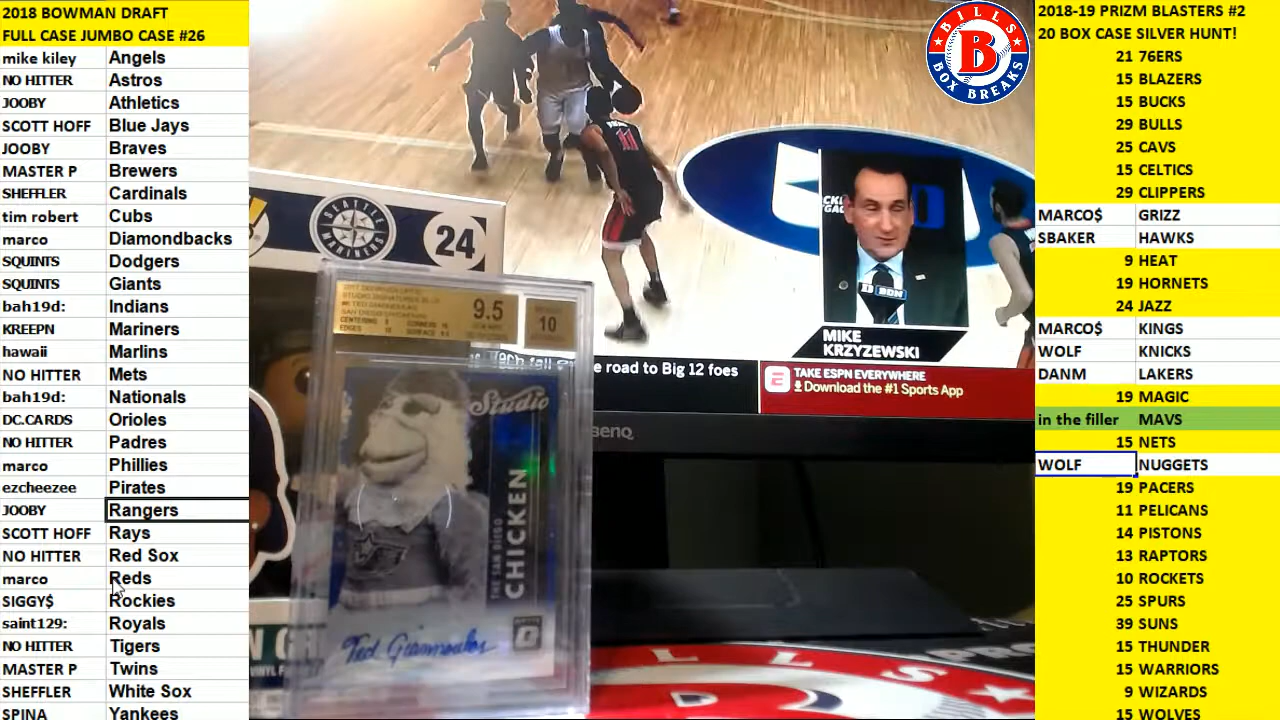 2018 BOWMAN DRAFT
FULL CASE JUMBO CASE #26
mike kiley Angels
NO HITTER Astros
JOOBY Athletics
SCOTT HOFF Blue Jays
JOOBY Braves
MASTER P Brewers
SHEFFLER Cardinals
tim robert Cubs
marco Diamondbacks
SQUINTS Dodgers
SQUINTS Giants
bah19d: Indians
KREEPN Mariners
hawaii Marlins
NO HITTER Mets
bah19d: Nationals
DC.CARDS Orioles
NO HITTER Padres
marco Phillies
ezcheezee Pirates
JOOBY Rangers
SCOTT HOFF Rays
NO HITTER Red Sox
marco Reds
SIGGY$ Rockies
saint129: Royals
NO HITTER Tigers
MASTER P Twins
SHEFFLER White Sox
SPINA Yankees
BILLS
B
BOX BREAKS
11
SEATTLE
MARINERS
24
MIKE
KRZYZEWSKI
e road to Big 12 foes
TAKE ESPN EVERYWHERE
Download the #1 Sports App
BENQ
9.5
10
Studio
THE SAN DIEGO
CHICKEN
Ted Giannoulas
2018-19 PRIZM BLASTERS #2
20 BOX CASE SILVER HUNT!
21 76ERS
15 BLAZERS
15 BUCKS
29 BULLS
25 CAVS
15 CELTICS
29 CLIPPERS
MARCO$ GRIZZ
SBAKER HAWKS
9 HEAT
19 HORNETS
24 JAZZ
MARCO$ KINGS
WOLF KNICKS
DANM LAKERS
19 MAGIC
in the filler MAVS
15 NETS
WOLF NUGGETS
19 PACERS
11 PELICANS
14 PISTONS
13 RAPTORS
10 ROCKETS
25 SPURS
39 SUNS
15 THUNDER
15 WARRIORS
9 WIZARDS
15 WOLVES